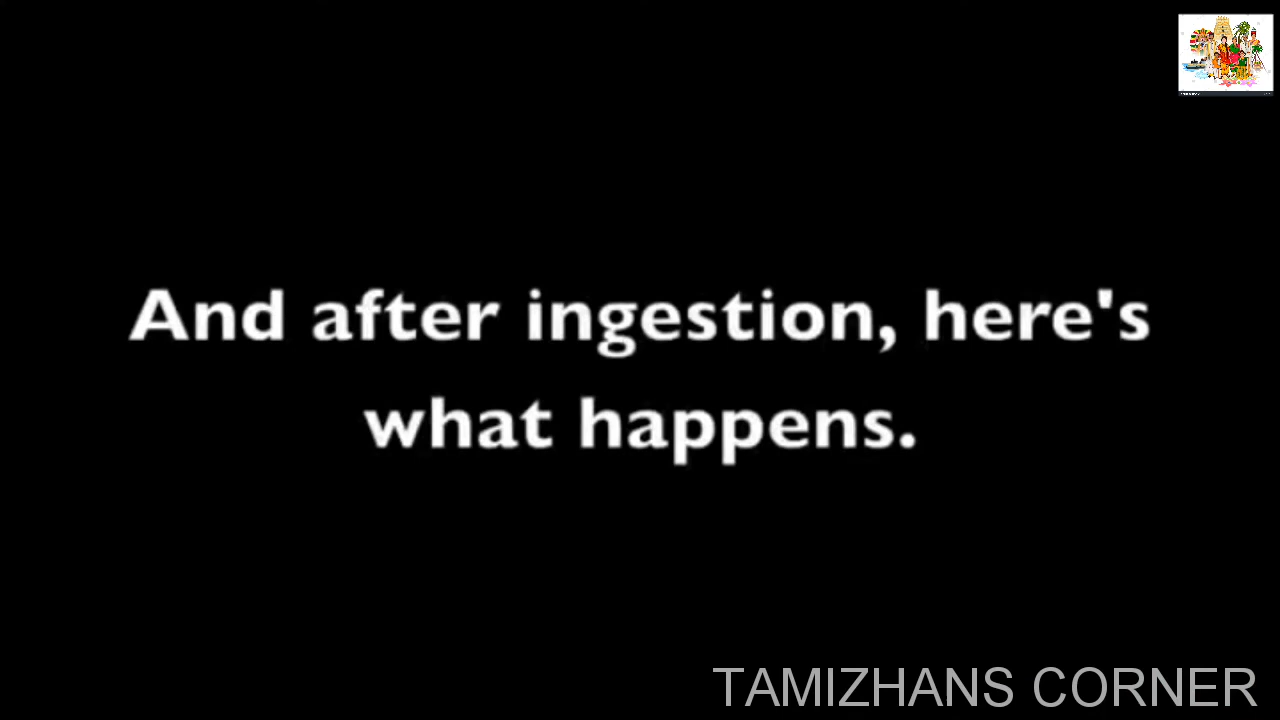 And after ingestion, here's
what happens.
TAMIZHANS CORNER